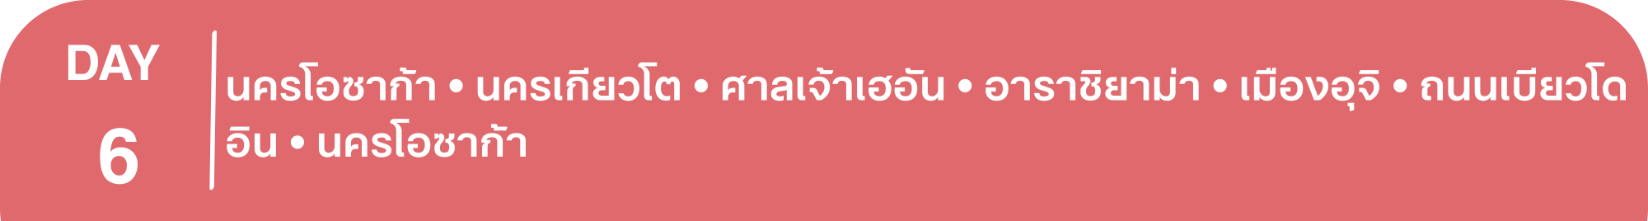 DAY
6
นครโอซาก้า • นครเกียวโต • ศาลเจ้าเฮอัน • อาราชิยาม่า • เมืองอุจิ • ถนนเบียวโด
อิน • นครโอซาก้า